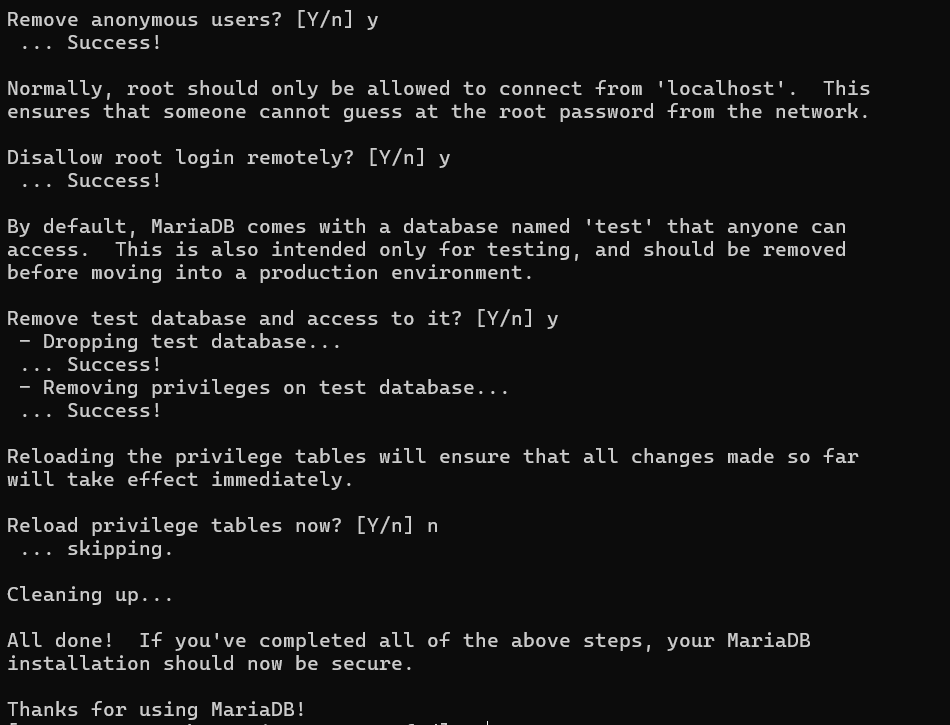 Remove anonymous users? [Y/n] y
 ... Success!
Normally, root should only be allowed to connect from 'localhost'.  This
ensures that someone cannot guess at the root password from the network.
Disallow root login remotely? [Y/n] y
 ... Success!
By default, MariaDB comes with a database named 'test' that anyone can
access.  This is also intended only for testing, and should be removed
before moving into a production environment.
Remove test database and access to it? [Y/n] y
 - Dropping test database...
 ... Success!
 - Removing privileges on test database...
 ... Success!
Reloading the privilege tables will ensure that all changes made so far
will take effect immediately.
Reload privilege tables now? [Y/n] n
 ... skipping.
Cleaning up...
All done!  If you've completed all of the above steps, your MariaDB
installation should now be secure.
Thanks for using MariaDB!